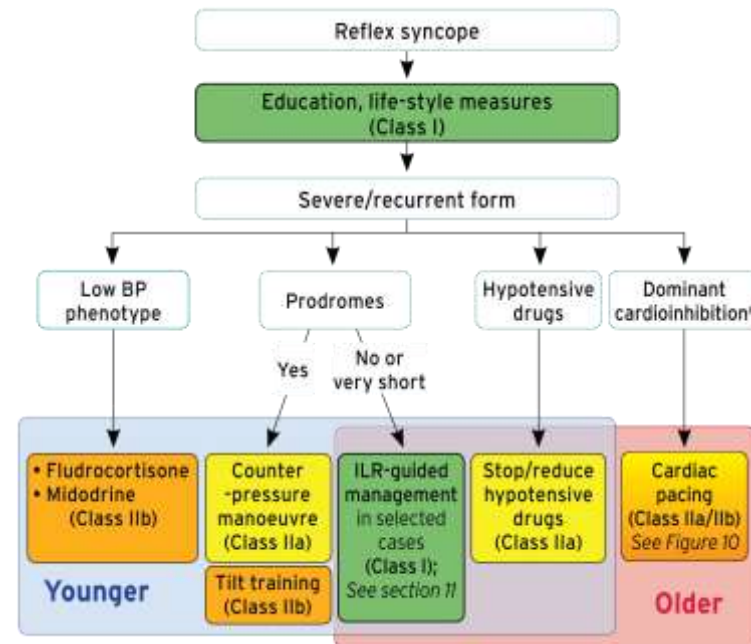 Reflex syncope
Education, life-style measures
(Class I)
Severe/recurrent form
Low BP
phenotype
Prodromes
Hypotensive
drugs
Dominant
cardioinhibition
Yes
No or
very short
• Fludrocortisone
• Midodrine
(Class IIb)
Counter
-pressure
manoeuvre
(Class IIa)
Tilt training
(Class IIb)
ILR-guided
management
in selected
cases
(Class I);
See section 11
Stop/reduce
hypotensive
drugs
(Class IIa)
Cardiac
pacing
(Class IIa/IIb)
See Figure 10
Younger
Older